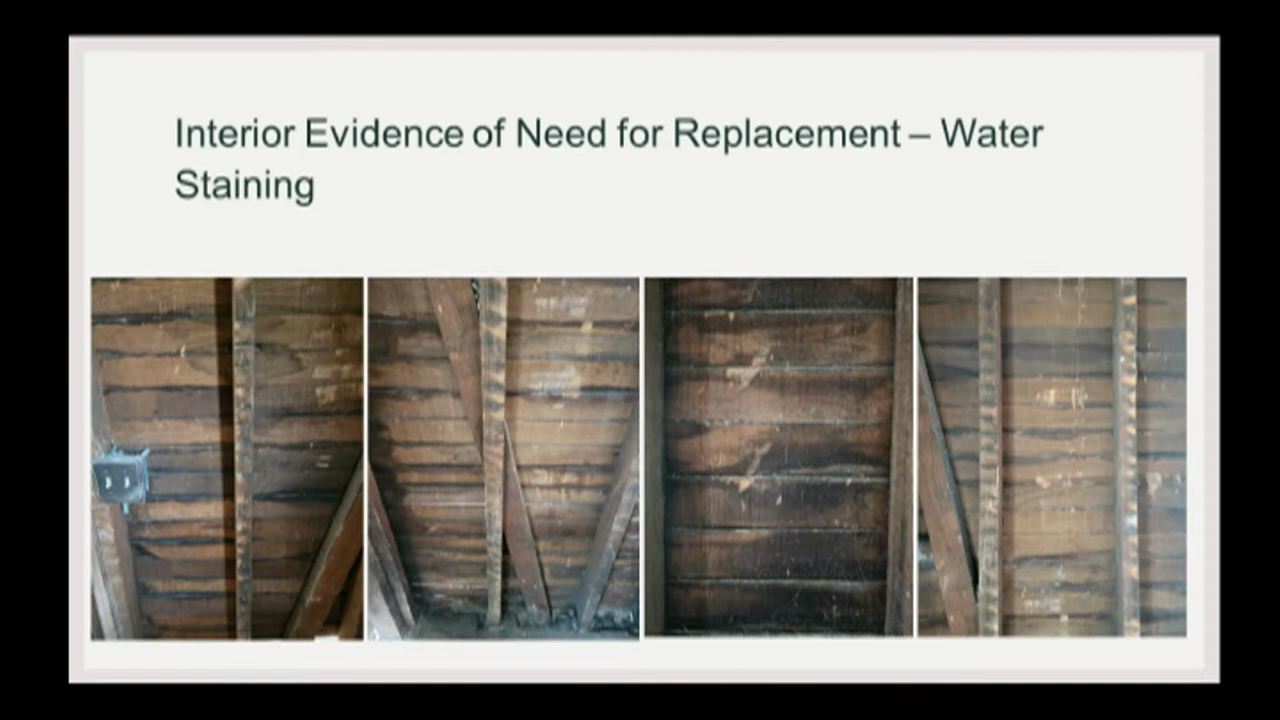 Interior Evidence of Need for Replacement – Water
Staining